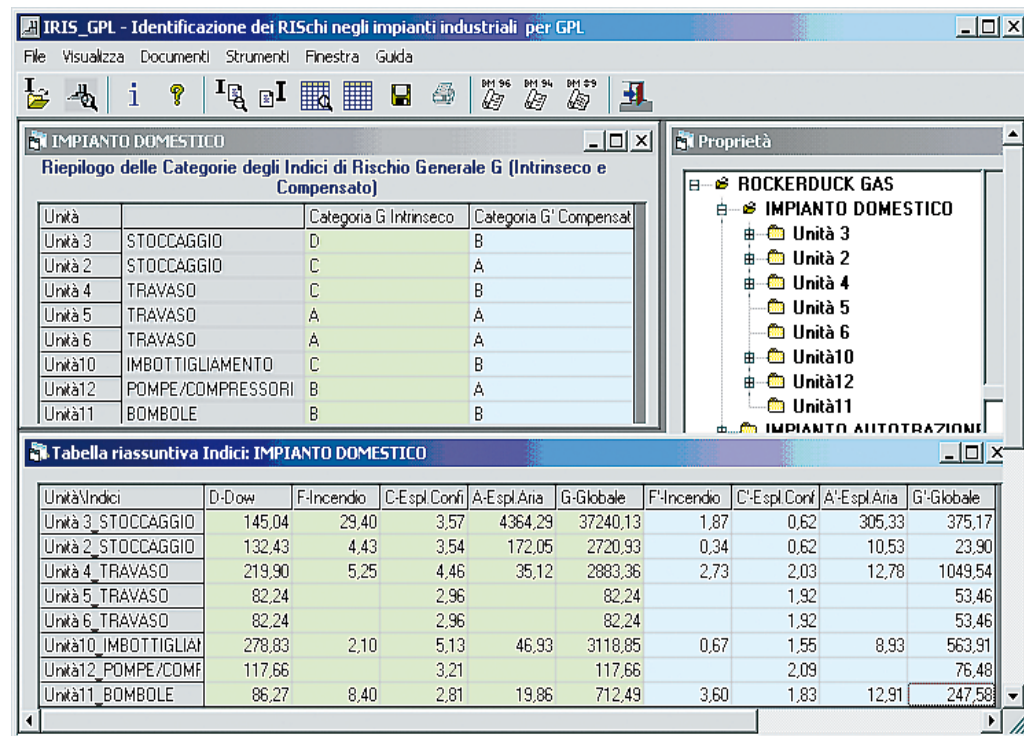 IRIS_GPL - Identificazione dei RISchi negli impianti industriali per GPL
File Visualizza Documenti Strumenti Finestra Guida
DM 96 DM 94
IMPIANTO DOMESTICO
Riepilogo delle Categorie degli Indici di Rischio Generale G (Intrinseco e
Compensato)
Unità Categoria G Intrinseco Categoria G' Compensat
Unità 3 STOCCAGGIO D B
Unità 2 STOCCAGGIO C A
Unità 4 TRAVASO C B
Unità 5 TRAVASO A A
Unità 6 TRAVASO A A
Unità10 IMBOTTIGLIAMENTO C B
Unità12 POMPE/COMPRESSORI B A
Unità11 BOMBOLE B B
Proprietà
ROCKERDUCK GAS
IMPIANTO DOMESTICO
Unità 3
Unità 2
Unità 4
Unità 5
Unità 6
Unità10
Unità12
Unità11
IMPIANTO AUTOTRAZIONE
Tabella riassuntiva Indici: IMPIANTO DOMESTICO
Unità\Indici D-Dow F-Incendio C-Espl.Confi A-Espl.Aria G-Globale F'-Incendio C'-Espl.Conf A'-Espl.Aria G'-Globale
Unità 3_STOCCAGGIO 145,04 29,40 3,57 4364,29 37240,13 1,87 0,62 305,33 375,17
Unità 2_STOCCAGGIO 132,43 4,43 3,54 172,05 2720,93 0,34 0,62 10,53 23,90
Unità 4_TRAVASO 219,90 5,25 4,46 35,12 2883,36 2,73 2,03 12,78 1049,54
Unità 5_TRAVASO 82,24 2,96 82,24 1,92 53,46
Unità 6_TRAVASO 82,24 2,96 82,24 1,92 53,46
Unità10_IMBOTTIGLIAM 278,83 2,10 5,13 46,93 3118,85 0,67 1,55 8,93 563,91
Unità12_POMPE/COMF 117,66 3,21 117,66 2,09 76,48
Unità11_BOMBOLE 86,27 8,40 2,81 19,86 712,49 3,60 1,83 12,91 247,58